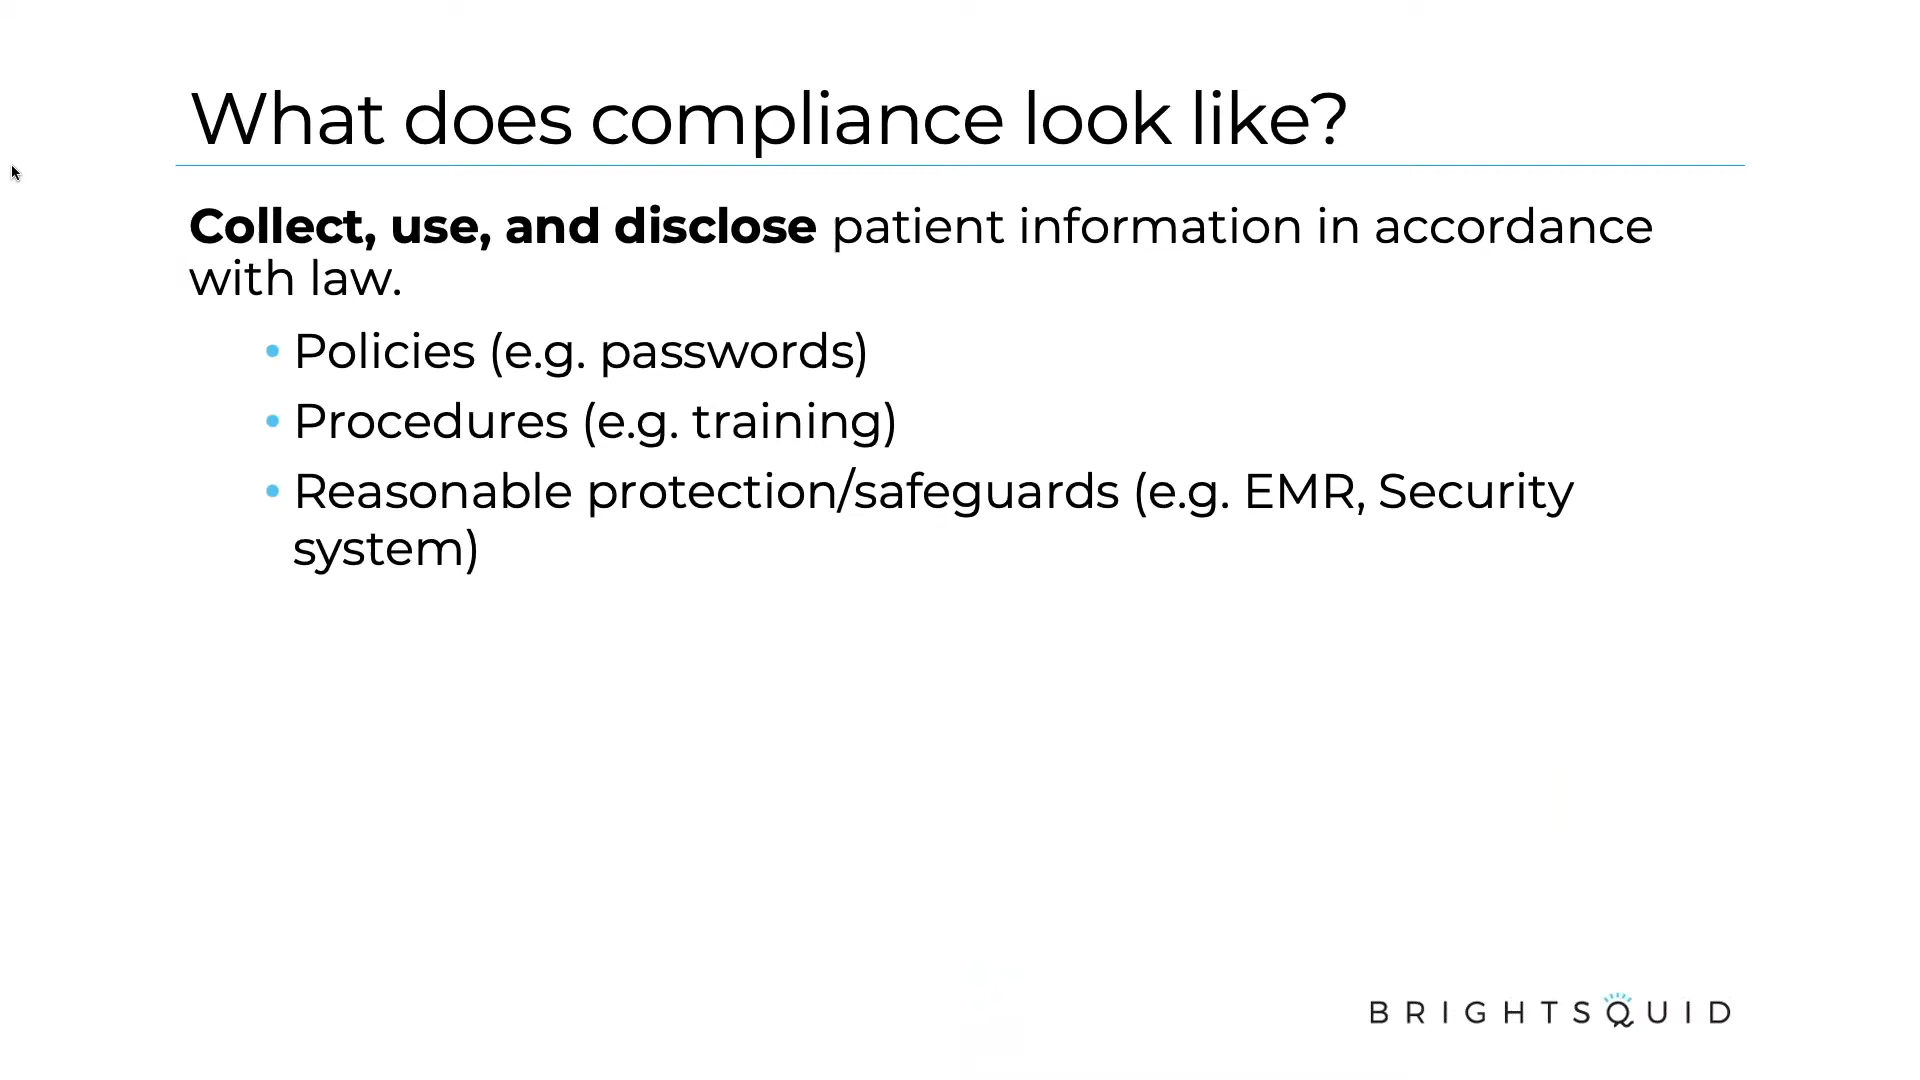 What does compliance look like?
Collect, use, and disclose patient information in accordance
with law.
• Policies (e.g. passwords)
• Procedures (e.g. training)
• Reasonable protection/safeguards (e.g. EMR, Security
system)
BRIGHTSQUID